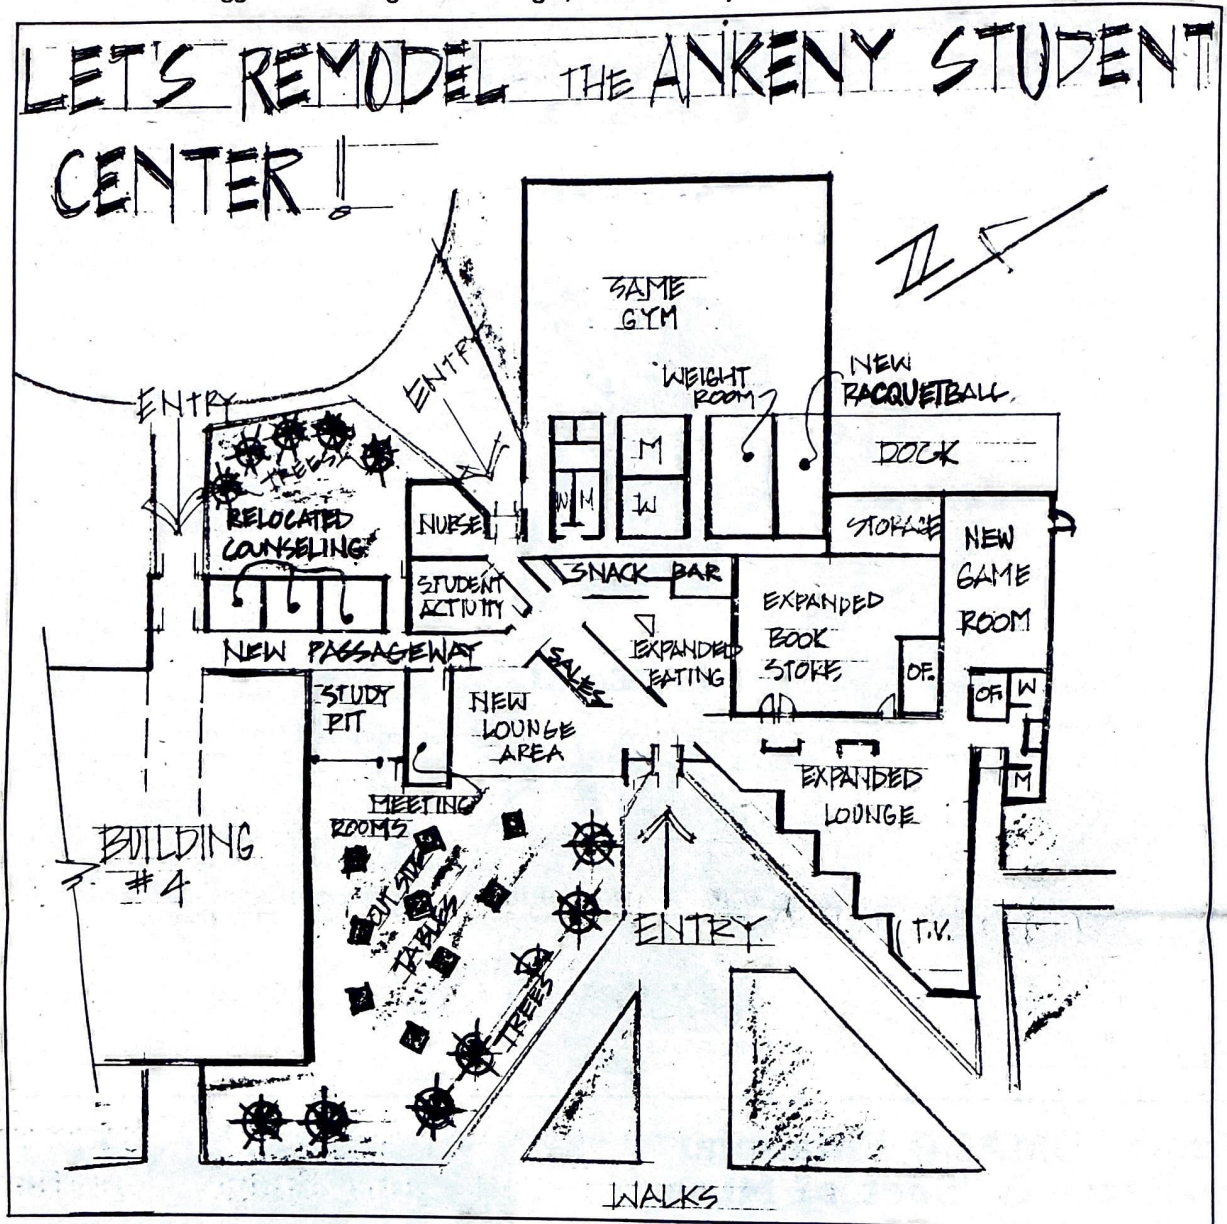 LET'S REMODEL THE ANKENY STUDENT
CENTER!
SAME
GYM
ENTRY
ENTRY
WEIGHT
ROOM
NEW
RACQUETBALL.
N
TREES
DOCK
M
W
W M
RELOCATED
COUNSELING
NURSE
STORAGE
NEW
GAME
ROOM
STUDENT
ACTIVITY
SNACK BAR
EXPANDED
BOOK
STORE
OF.
NEW PASSAGEWAY
SALES
EXPANDED
EATING
STUDY
PIT
NEW
LOUNGE
AREA
OF.
W
M
MEETING
ROOMS
EXPANDED
LOUNGE
BUILDING
#4
OUTSIDE
TABLES
ENTRY
T.V.
TREES
WALKS